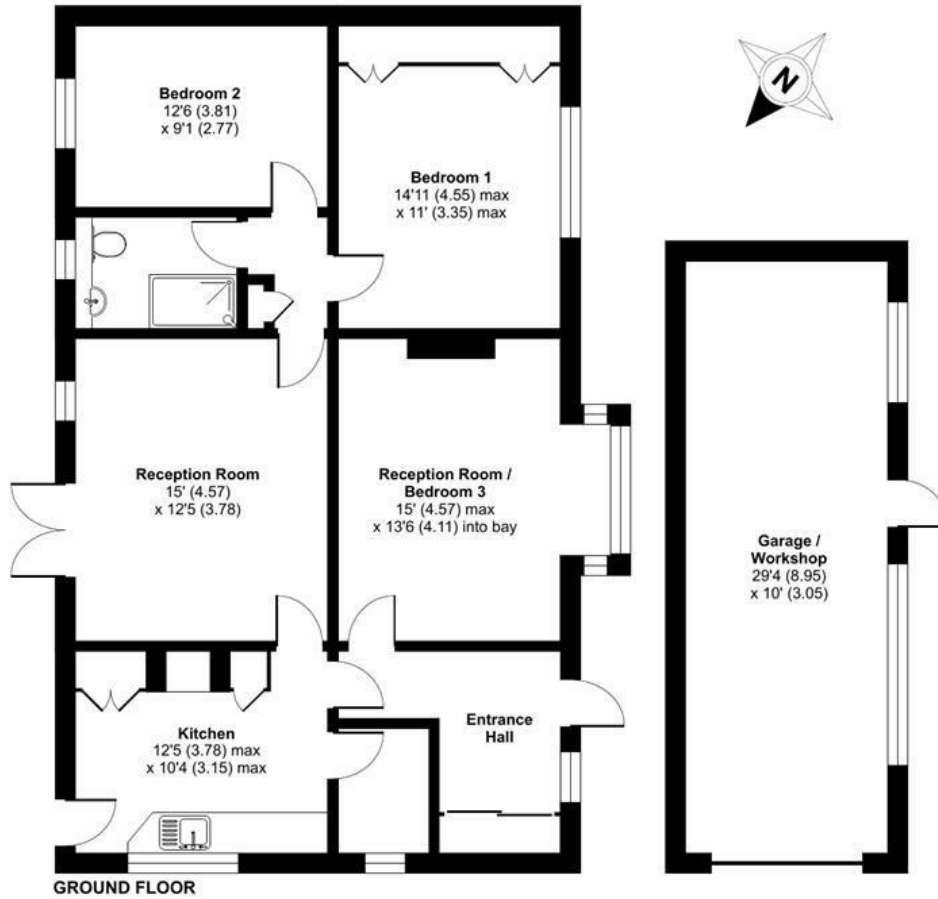 Bedroom 2
12'6 (3.81)
x 9'1 (2.77)
N
Bedroom 1
14'11 (4.55) max
x 11' (3.35) max
Reception Room
15' (4.57)
x 12'5 (3.78)
Reception Room /
Bedroom 3
15' (4.57) max
x 13'6 (4.11) into bay
Garage /
Workshop
29'4 (8.95)
x 10' (3.05)
Kitchen
12'5 (3.78) max
x 10'4 (3.15) max
Entrance
Hall
GROUND FLOOR